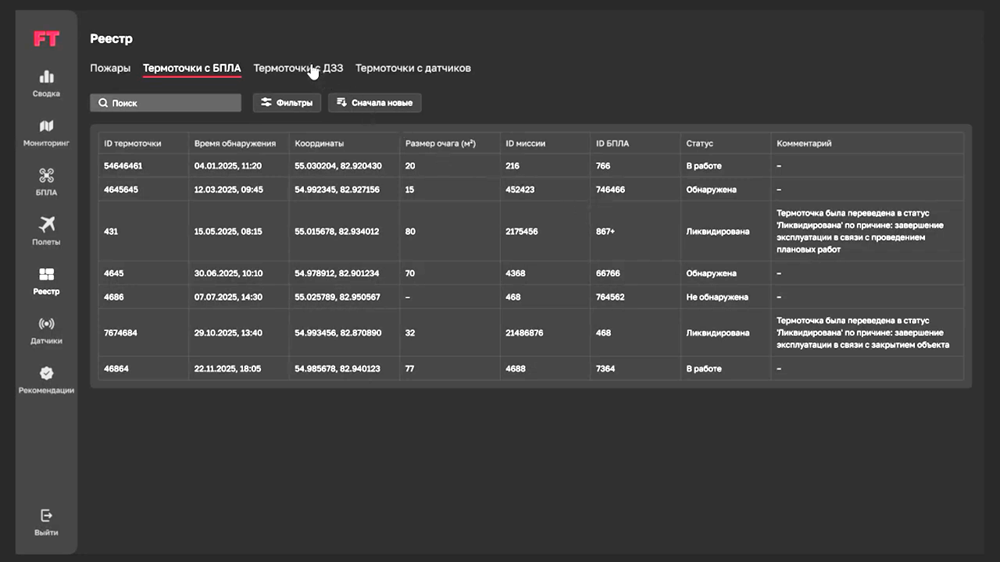 FT
Сводка
Мониторинг
БПЛА
Полеты
Реестр
Датчики
Рекомендации
Выйти
Реестр
Пожары Термоточки с БПЛА Термоточки с ДЗЗ Термоточки с датчиков
Поиск Фильтры Сначала новые
ID термоточки Время обнаружения Координаты Размер очага (м²) ID миссии ID БПЛА Статус Комментарий
54646461 04.01.2025, 11:20 55.030204, 82.920430 20 216 766 В работе –
4645645 12.03.2025, 09:45 54.992345, 82.927156 15 452423 746466 Обнаружена –
431 15.05.2025, 08:15 55.015678, 82.934012 80 2175456 867+ Ликвидирована Термоточка была переведена в статус
'Ликвидирована' по причине: завершение
эксплуатации в связи с проведением
плановых работ
4645 30.06.2025, 10:10 54.978912, 82.901234 70 4368 66766 Обнаружена –
4686 07.07.2025, 14:30 55.025789, 82.950567 – 468 764562 Не обнаружена –
7674684 29.10.2025, 13:40 54.993456, 82.870890 32 21486876 468 Ликвидирована Термоточка была переведена в статус
'Ликвидирована' по причине: завершение
эксплуатации в связи с закрытием объекта
46864 22.11.2025, 18:05 54.985678, 82.940123 77 4688 7364 В работе –